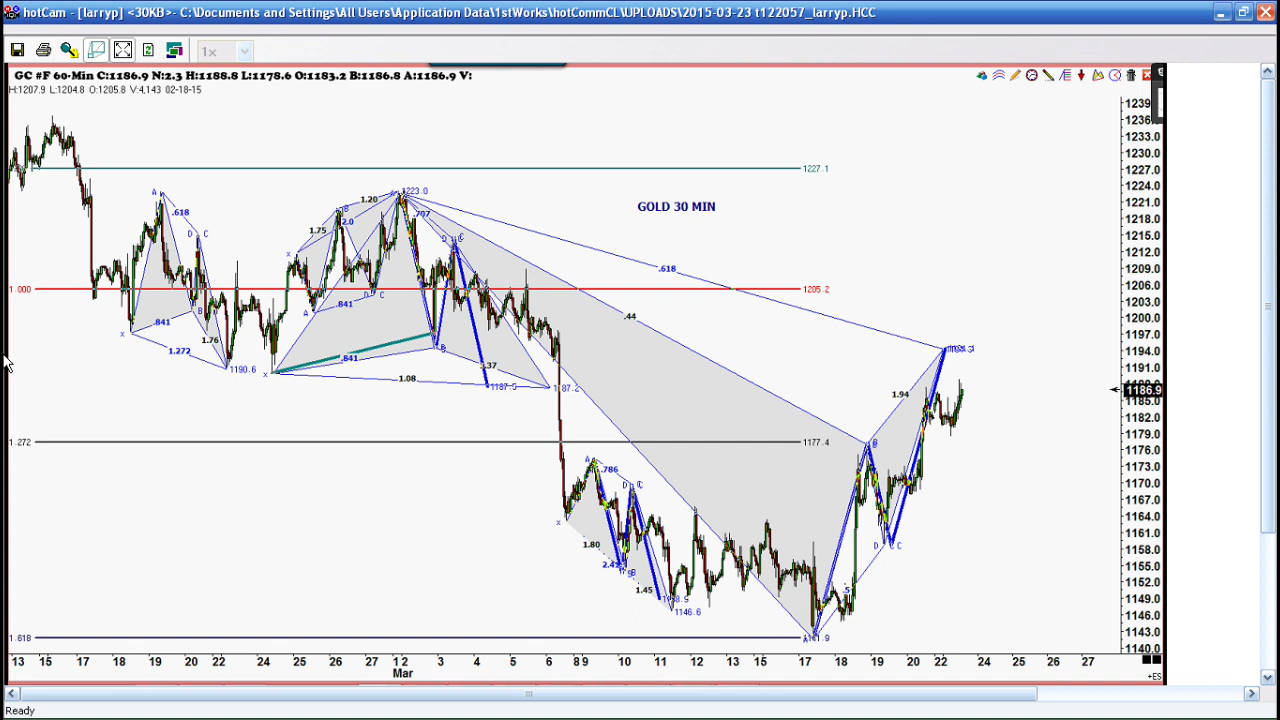 hotCam - [larryp] <30KB>- C:\Documents and Settings\All Users\Application Data\1stWorks\hotCommCL\UPLOADS\2015-03-23 t122057_larryp.HCC
1x
GC #F 60-Min C:1186.9 N:2.3 H:1188.8 L:1178.6 O:1183.2 B:1186.8 A:1186.9 V:
H:1207.9 L:1204.8 O:1205.8 V:4,143 02-18-15
1239
1236.
1233.0
1230.0
1227.1
1227.0
1224.0
1221.0
1218.0
1215.0
1212.0
1209.0
1206.0
1203.0
1200.0
1197.0
1194.0
1191.0
1186.9
1185.0
1182.0
1179.0
1176.0
1173.0
1170.0
1167.0
1164.0
1161.0
1158.0
1155.0
1152.0
1149.0
1146.0
1143.0
1140.0
GOLD 30 MIN
A
.618
D C
B
x
.841
1.76
1.272
1190.6
1.20
1223.0
B
2.0
1.75
.707
x
D C
A
.841
D C
.618
1.000
1205.2
.44
.841
B
x
1.08
.37
1187.5
1187.2
1.94
1.272
1177.4
B
A
.786
D C
x
1.80
B
1.45
1146.6
D C
.5
1.618
A
13 15 16 17 18 19 20 22 24 25 26 27 1 2 3 4 5 6 8 9 10 11 12 13 15 17 18 19 20 22 24 25 26 27
Mar
+ES
Ready